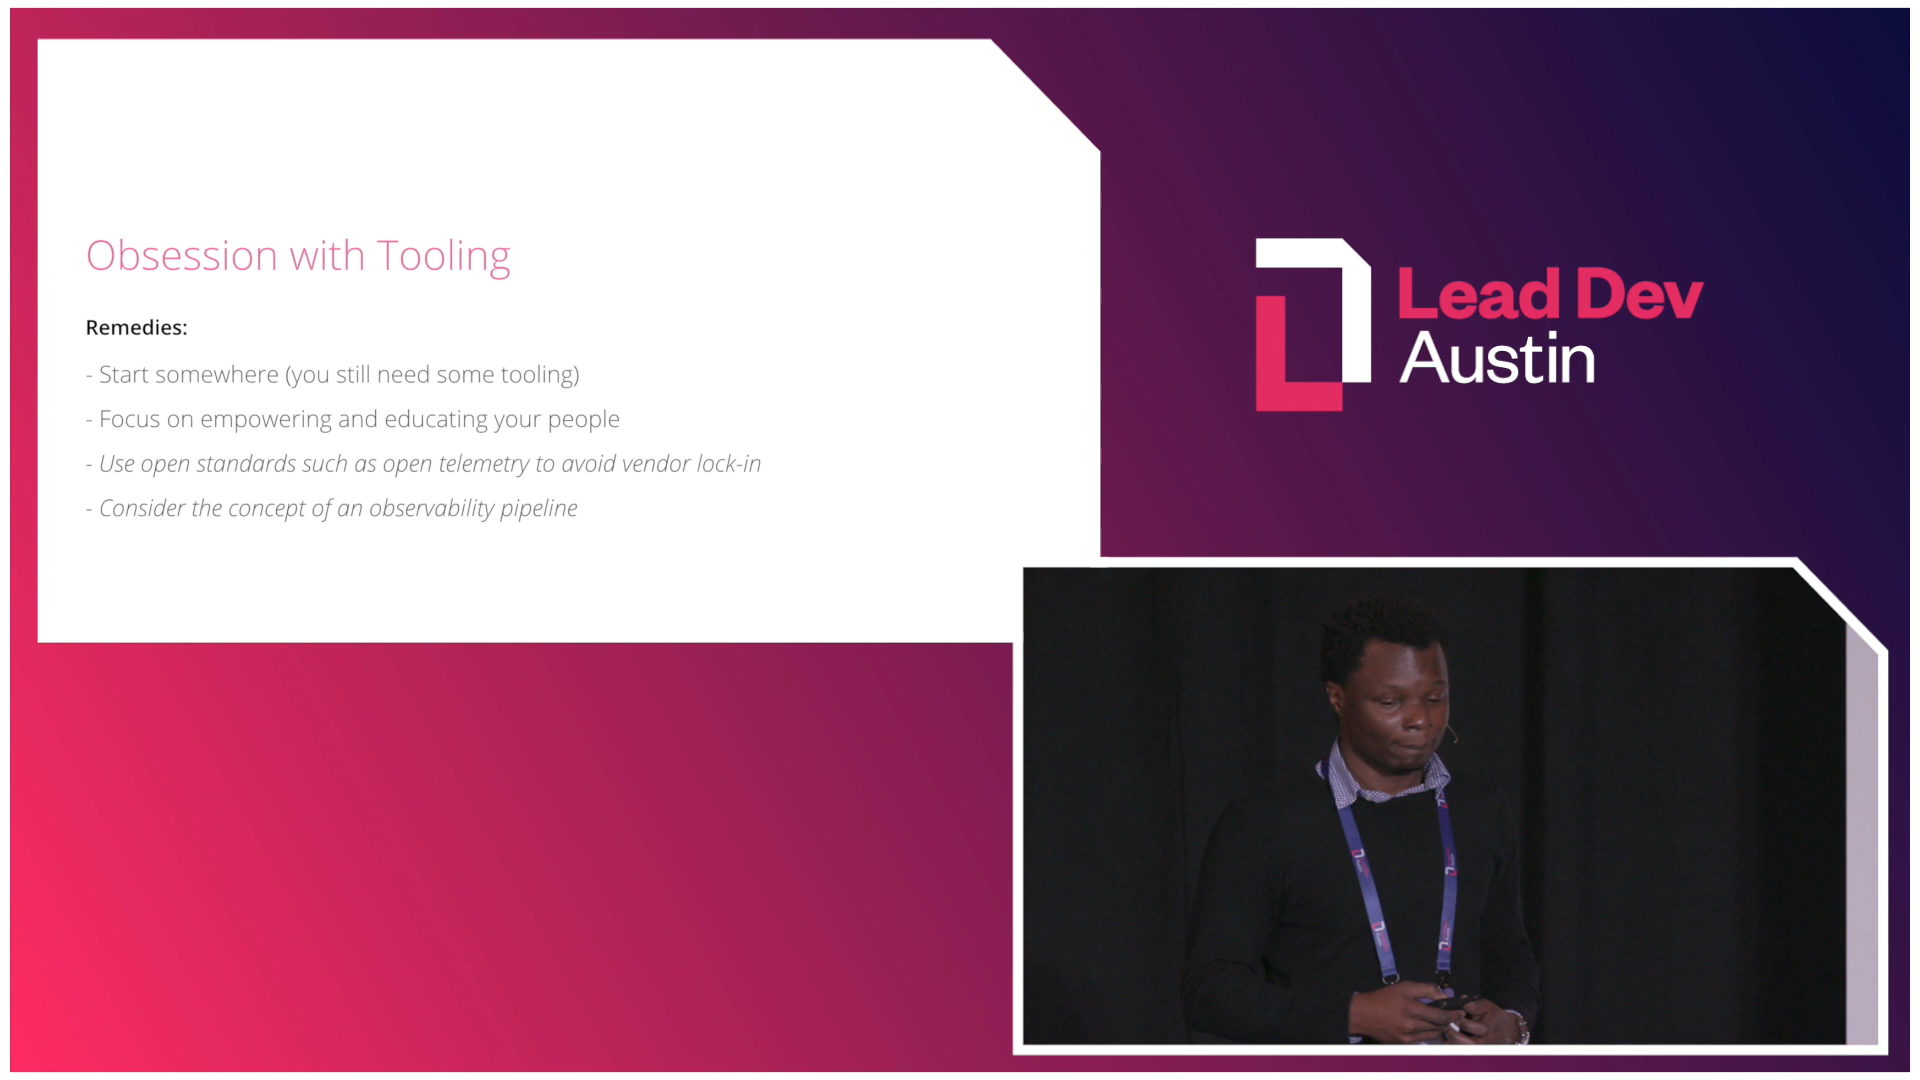 Obsession with Tooling
Remedies:
- Start somewhere (you still need some tooling)
- Focus on empowering and educating your people
- Use open standards such as open telemetry to avoid vendor lock-in
- Consider the concept of an observability pipeline
Lead Dev
Austin